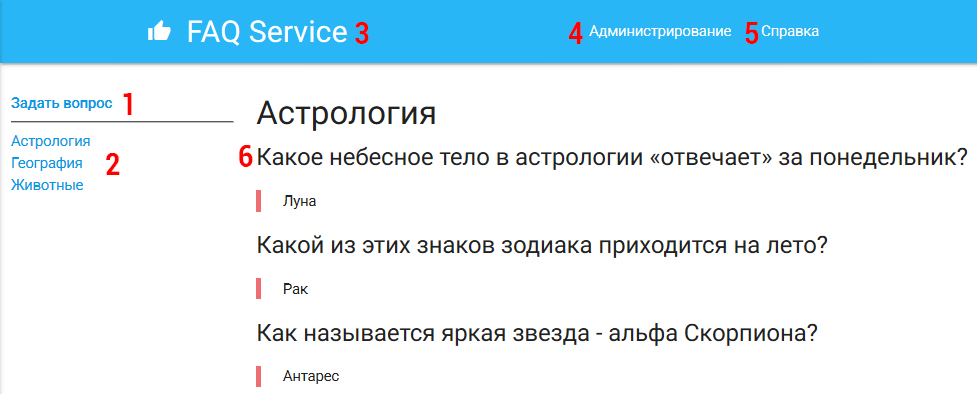 FAQ Service 3
4 Администрирование 5 Справка
Задать вопрос 1
Астрология
География 2
Животные
Астрология
6 Какое небесное тело в астрологии «отвечает» за понедельник?
Луна
Какой из этих знаков зодиака приходится на лето?
Рак
Как называется яркая звезда - альфа Скорпиона?
Антарес